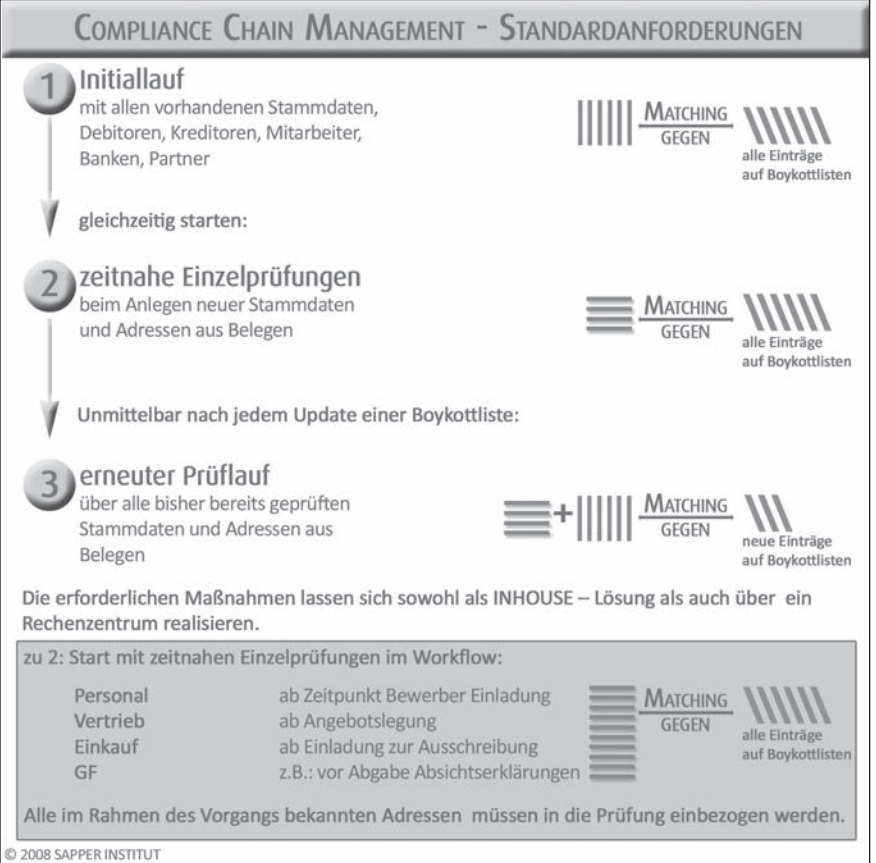 COMPLIANCE CHAIN MANAGEMENT - STANDARDANFORDERUNGEN
1 Initiallauf
mit allen vorhandenen Stammdaten,
Debitoren, Kreditoren, Mitarbeiter,
Banken, Partner
MATCHING
GEGEN
alle Einträge
auf Boykottlisten
gleichzeitig starten:
2 zeitnahe Einzelprüfungen
beim Anlegen neuer Stammdaten
und Adressen aus Belegen
MATCHING
GEGEN
alle Einträge
auf Boykottlisten
Unmittelbar nach jedem Update einer Boykottliste:
3 erneuter Prüflauf
über alle bisher bereits geprüften
Stammdaten und Adressen aus
Belegen
+
MATCHING
GEGEN
neue Einträge
auf Boykottlisten
Die erforderlichen Maßnahmen lassen sich sowohl als INHOUSE – Lösung als auch über ein
Rechenzentrum realisieren.
zu 2: Start mit zeitnahen Einzelprüfungen im Workflow:
Personal ab Zeitpunkt Bewerber Einladung
Vertrieb ab Angebotslegung
Einkauf ab Einladung zur Ausschreibung
GF z.B.: vor Abgabe Absichtserklärungen
MATCHING
GEGEN
alle Einträge
auf Boykottlisten
Alle im Rahmen des Vorgangs bekannten Adressen müssen in die Prüfung einbezogen werden.
© 2008 SAPPER INSTITUT